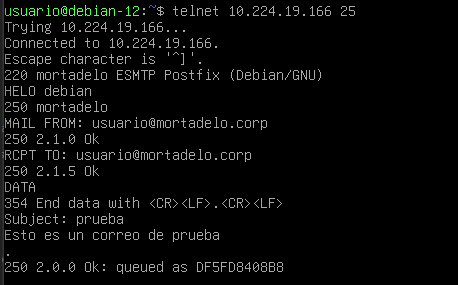 usuario@debian-12:~$ telnet 10.224.19.166 25
Trying 10.224.19.166...
Connected to 10.224.19.166.
Escape character is '^]'.
220 mortadelo ESMTP Postfix (Debian/GNU)
HELO debian
250 mortadelo
MAIL FROM: usuario@mortadelo.corp
250 2.1.0 Ok
RCPT TO: usuario@mortadelo.corp
250 2.1.5 Ok
DATA
354 End data with <CR><LF>.<CR><LF>
Subject: prueba
Esto es un correo de prueba
.
250 2.0.0 Ok: queued as DF5FD8408B8